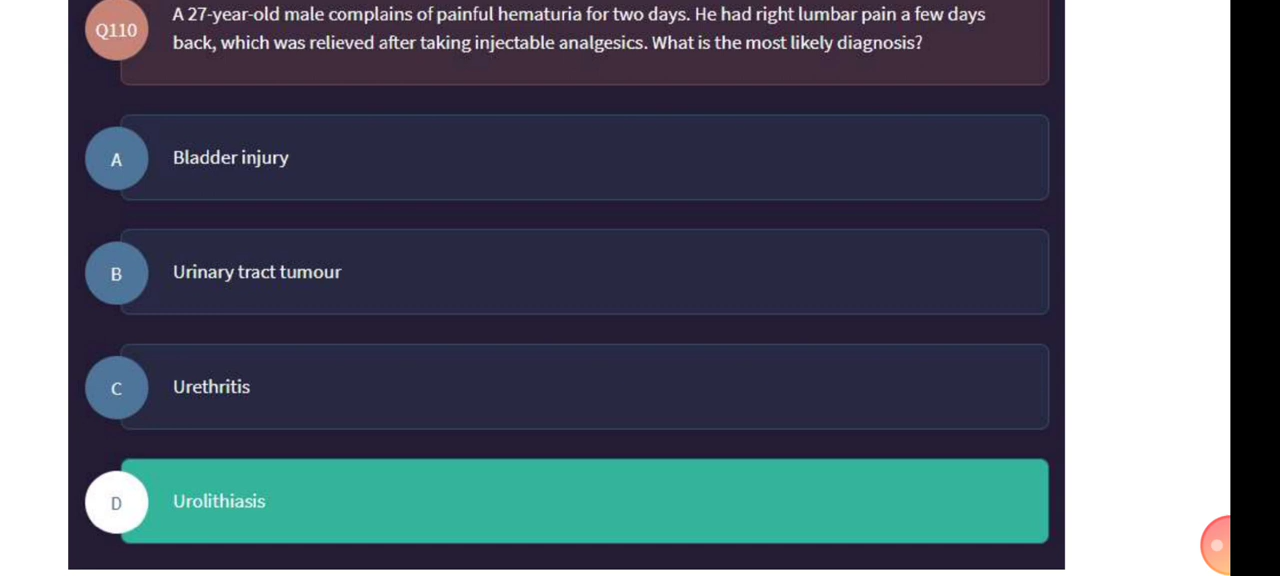 Q110
A 27-year-old male complains of painful hematuria for two days. He had right lumbar pain a few days
back, which was relieved after taking injectable analgesics. What is the most likely diagnosis?
A
Bladder injury
B
Urinary tract tumour
C
Urethritis
D
Urolithiasis